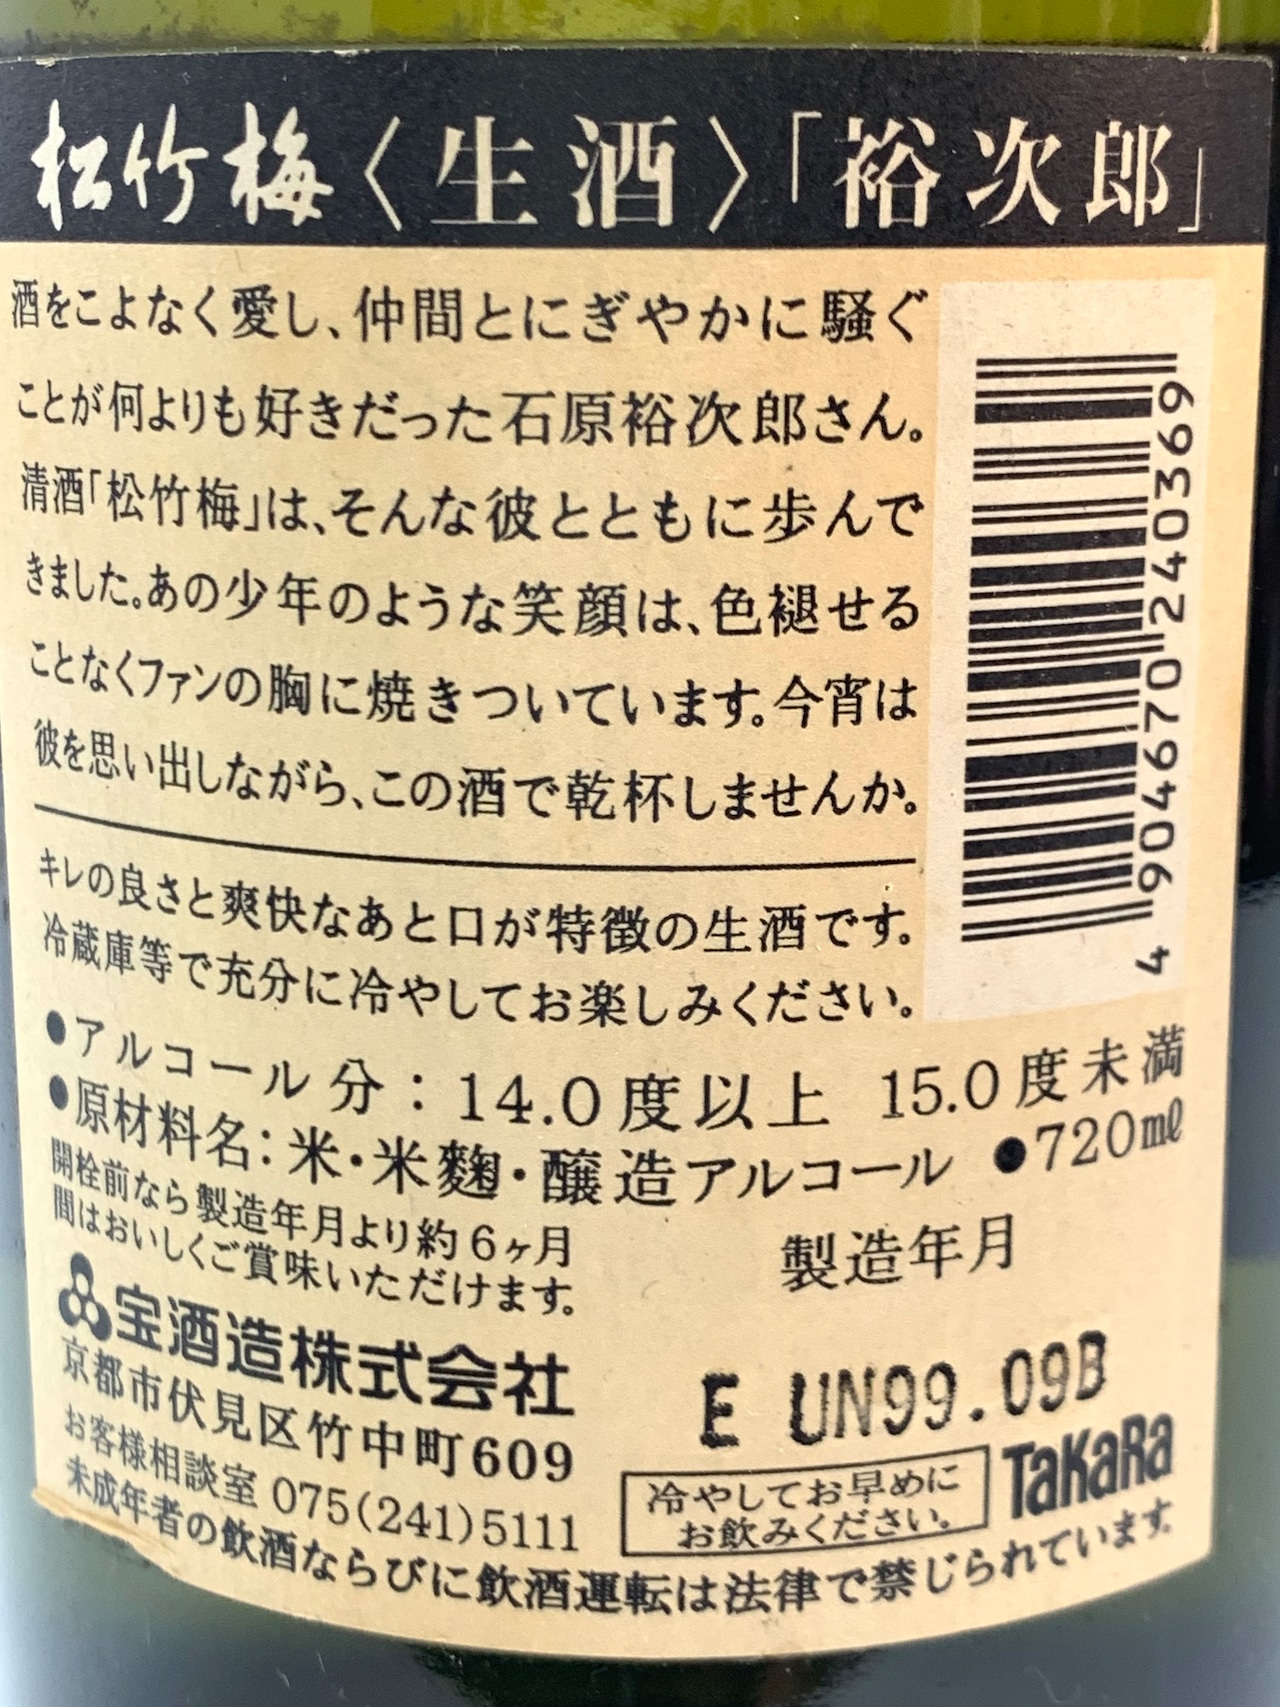 松竹梅〈生酒〉「裕次郎」
酒をこよなく愛し、仲間とにぎやかに騒ぐ
ことが何よりも好きだった石原裕次郎さん。
清酒「松竹梅」は、そんな彼とともに歩んで
きました。あの少年のような笑顔は、色褪せる
ことなくファンの胸に焼きついています。今宵は
彼を思い出しながら、この酒で乾杯しませんか。
4 904670 240369
キレの良さと爽快なあと口が特徴の生酒です。
冷蔵庫等で充分に冷やしてお楽しみください。
●アルコール分：14.0度以上 15.0度未満
●原材料名：米・米麹・醸造アルコール ●720㎖
開栓前なら製造年月より約6ヶ月
間はおいしくご賞味いただけます。
製造年月
E UN99.09B
宝酒造株式会社
京都市伏見区竹中町609
お客様相談室 075(241)5111
冷やしてお早めに
お飲みください。
TaKaRa
未成年者の飲酒ならびに飲酒運転は法律で禁じられています。